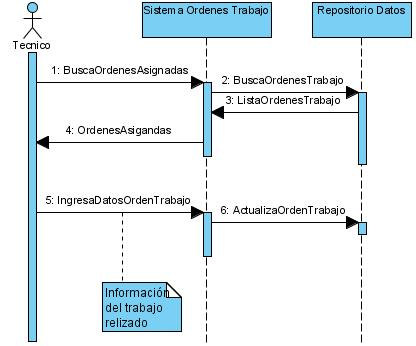 Sistema Ordenes Trabajo
Repositorio Datos
Tecnico
1: BuscaOrdenesAsignadas
2: BuscaOrdenesTrabajo
3: ListaOrdenesTrabajo
4: OrdenesAsigandas
5: IngresaDatosOrdenTrabajo
6: ActualizaOrdenTrabajo
Información
del trabajo
relizado